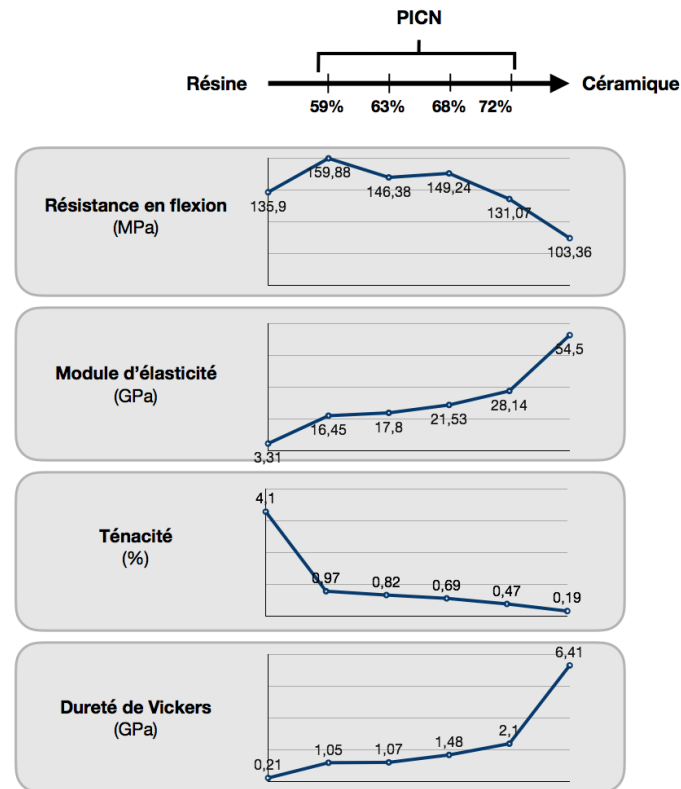 PICN
Résine
Céramique
59% 63% 68% 72%
Résistance en flexion
(MPa)
135,9 159,88 146,38 149,24 131,07 103,36
Module d'élasticité
(GPa)
3,31 16,45 17,8 21,53 28,14 54,5
Ténacité
(%)
4,1 0,97 0,82 0,69 0,47 0,19
Dureté de Vickers
(GPa)
0,21 1,05 1,07 1,48 2,1 6,41